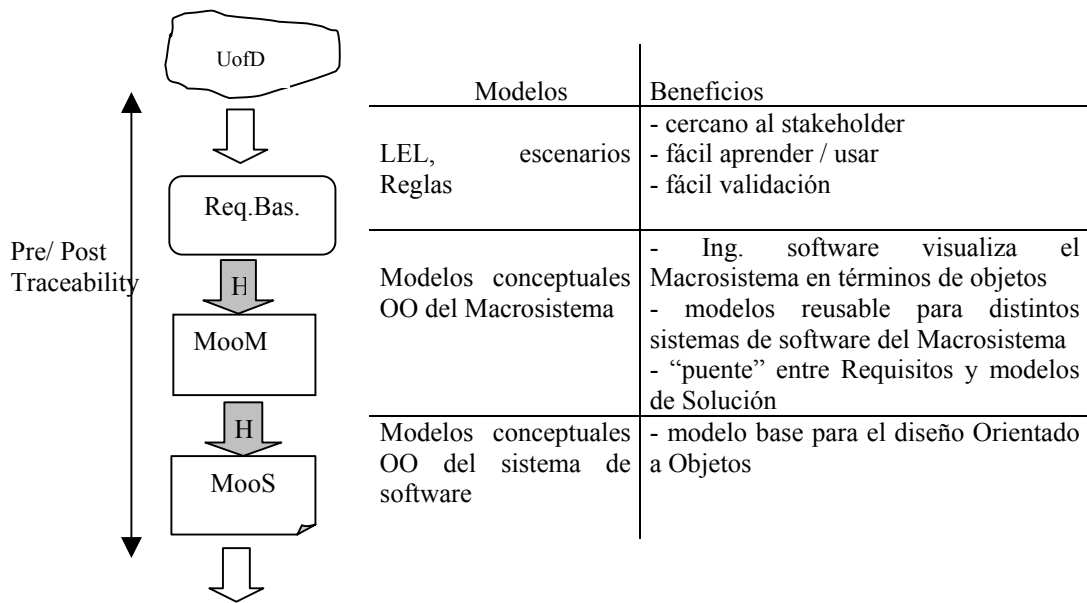 UofD
Req.Bas.
H
MooM
H
MooS
Pre/ Post
Traceability
Modelos
Beneficios
LEL, escenarios
Reglas
- cercano al stakeholder
- fácil aprender / usar
- fácil validación
Modelos conceptuales
OO del Macrosistema
- Ing. software visualiza el
Macrosistema en términos de objetos
- modelos reusable para distintos
sistemas de software del Macrosistema
- “puente” entre Requisitos y modelos
de Solución
Modelos conceptuales
OO del sistema de
software
- modelo base para el diseño Orientado
a Objetos